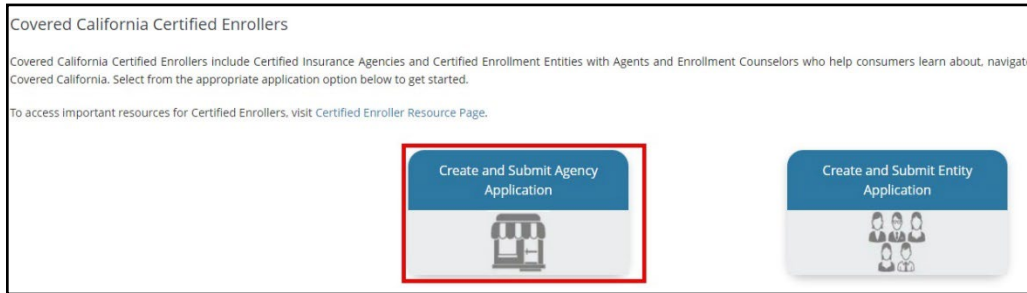 Covered California Certified Enrollers
Covered California Certified Enrollers include Certified Insurance Agencies and Certified Enrollment Entities with Agents and Enrollment Counselors who help consumers learn about, navigat
Covered California. Select from the appropriate application option below to get started.
To access important resources for Certified Enrollers, visit Certified Enroller Resource Page.
Create and Submit Agency
Application
Create and Submit Entity
Application